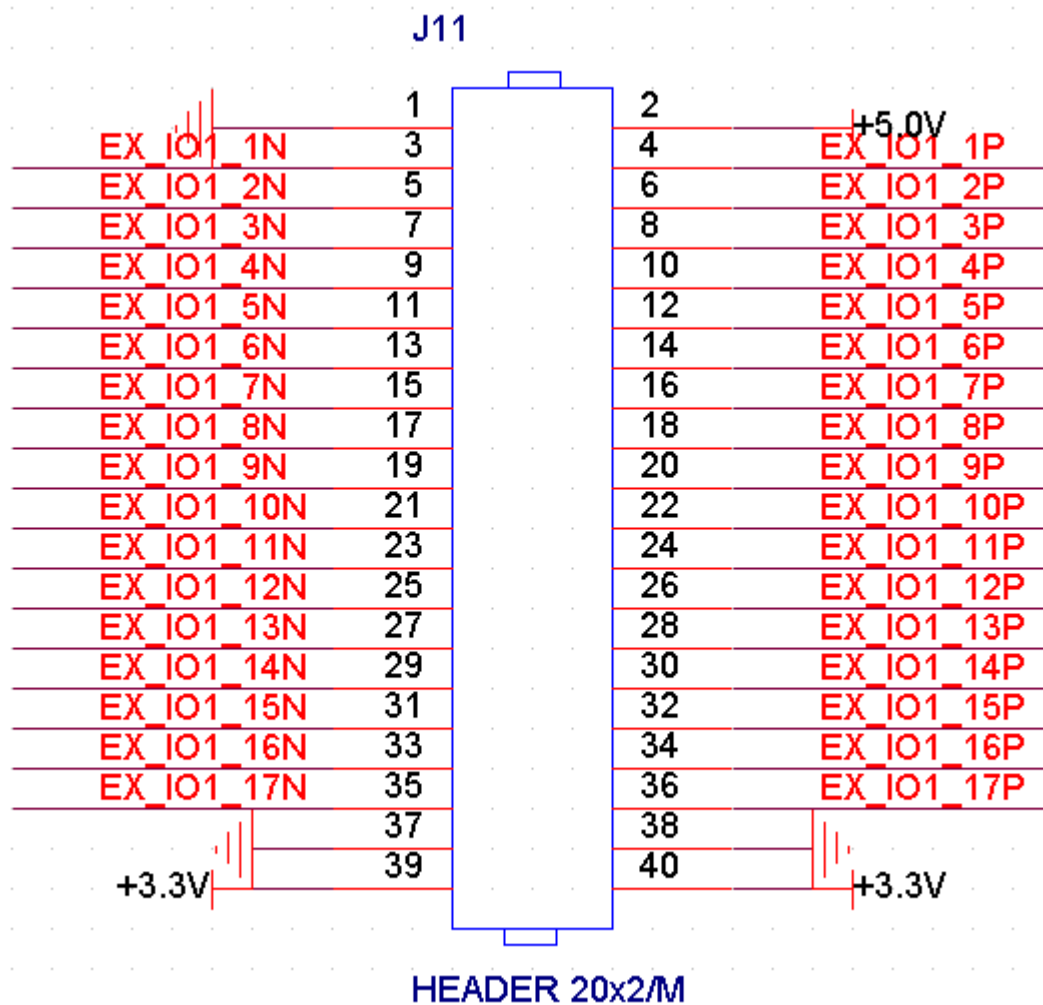 J11
1 2 +5.0V
EX_IO1_1N 3 4 EX_IO1_1P
EX_IO1_2N 5 6 EX_IO1_2P
EX_IO1_3N 7 8 EX_IO1_3P
EX_IO1_4N 9 10 EX_IO1_4P
EX_IO1_5N 11 12 EX_IO1_5P
EX_IO1_6N 13 14 EX_IO1_6P
EX_IO1_7N 15 16 EX_IO1_7P
EX_IO1_8N 17 18 EX_IO1_8P
EX_IO1_9N 19 20 EX_IO1_9P
EX_IO1_10N 21 22 EX_IO1_10P
EX_IO1_11N 23 24 EX_IO1_11P
EX_IO1_12N 25 26 EX_IO1_12P
EX_IO1_13N 27 28 EX_IO1_13P
EX_IO1_14N 29 30 EX_IO1_14P
EX_IO1_15N 31 32 EX_IO1_15P
EX_IO1_16N 33 34 EX_IO1_16P
EX_IO1_17N 35 36 EX_IO1_17P
37 38
+3.3V 39 40 +3.3V
HEADER 20x2/M